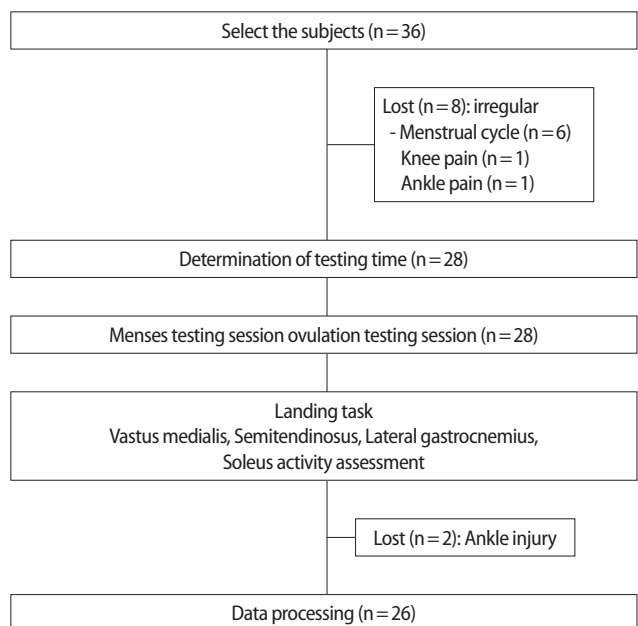 Select the subjects (n=36)
Lost (n=8): irregular
- Menstrual cycle (n=6)
Knee pain (n=1)
Ankle pain (n=1)
Determination of testing time (n=28)
Menses testing session ovulation testing session (n=28)
Landing task
Vastus medialis, Semitendinosus, Lateral gastrocnemius,
Soleus activity assessment
Lost (n=2): Ankle injury
Data processing (n=26)